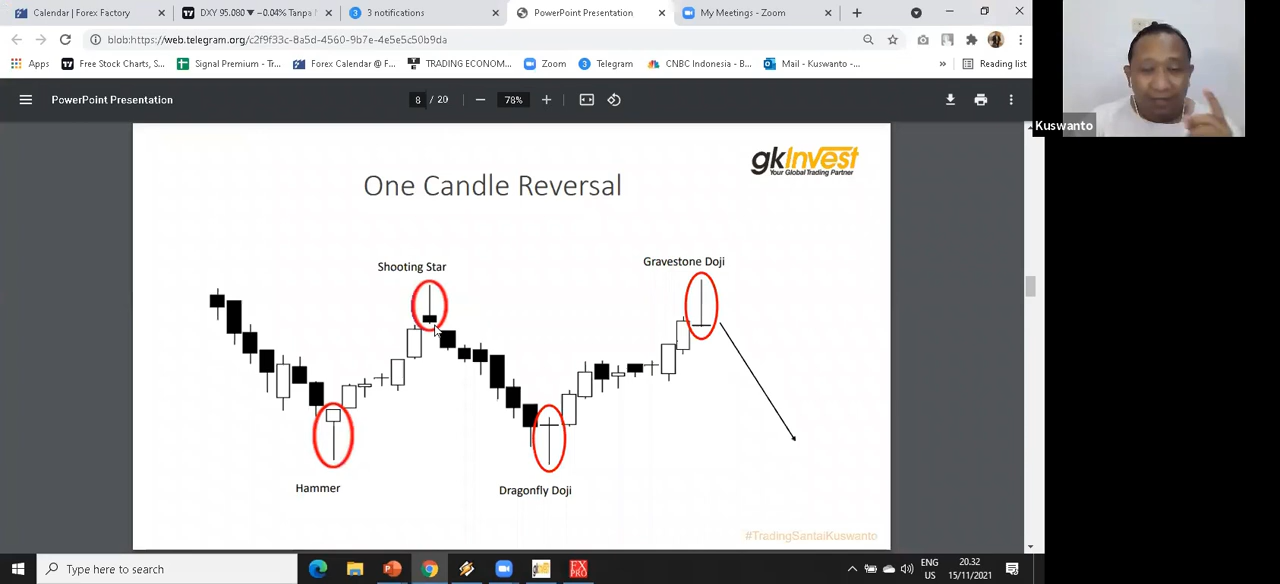 Calendar | Forex Factory
DXY 95.080 ▼ −0.04% Tanpa N
3 notifications
PowerPoint Presentation
My Meetings - Zoom
blob:https://web.telegram.org/c2f9f33c-8a5d-4560-9b7e-4e5e5c50b9da
Apps
Free Stock Charts, S...
Signal Premium - Tr...
Forex Calendar @ F...
TRADING ECONOM...
Zoom
Telegram
CNBC Indonesia - B...
Mail - Kuswanto -...
»
Reading list
PowerPoint Presentation
8 / 20
78%
Kuswanto
gkInvest
Your Global Trading Partner
One Candle Reversal
Shooting Star
Gravestone Doji
Hammer
Dragonfly Doji
#TradingSantaiKuswanto
Type here to search
FX
PRO
ENG
US
20.32
15/11/2021